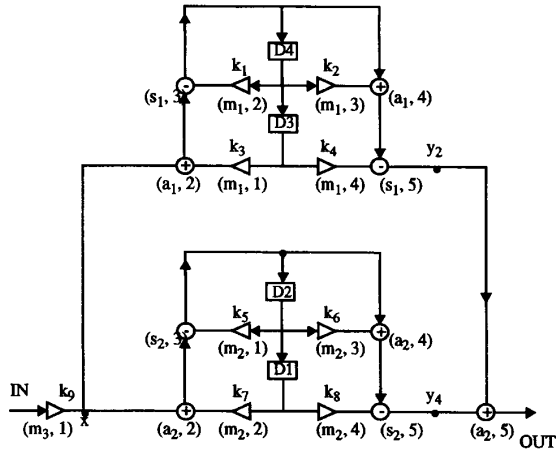 D4
k1 k2
(s1, 3) (m1, 2) (m1, 3) (a1, 4)
D3
k3 k4 y2
(a1, 2) (m1, 1) (m1, 4) (s1, 5)
D2
k5 k6
(s2, 3) (m2, 1) (m2, 3) (a2, 4)
D1
IN k9 k7 k8 y4
(m3, 1) x (a2, 2) (m2, 2) (m2, 4) (s2, 5) (a2, 5)
OUT